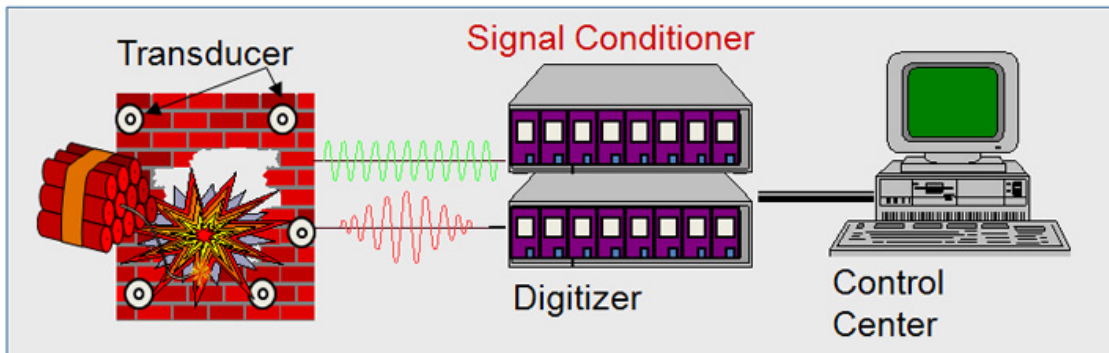 Transducer
Signal Conditioner
Digitizer
Control
Center